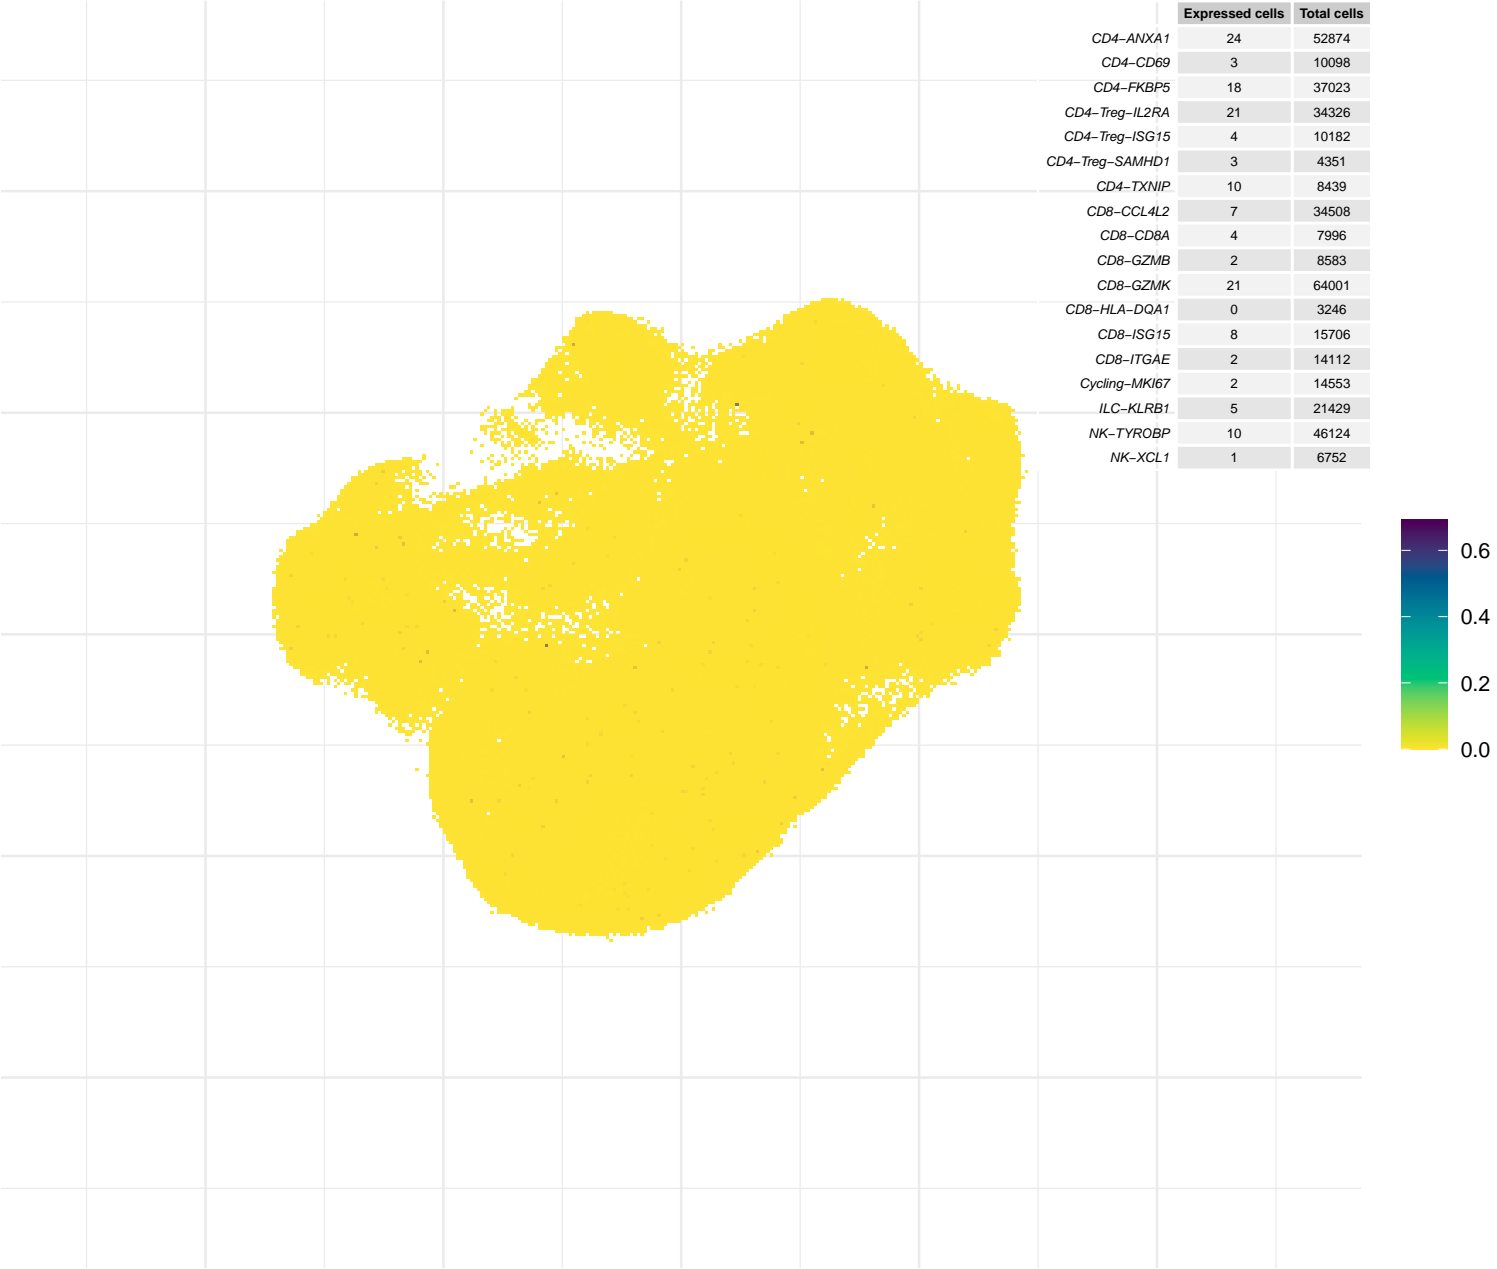 Expressed cells Total cells
CD4−ANXA1 24 52874
CD4−CD69 3 10098
CD4−FKBP5 18 37023
CD4−Treg−IL2RA 21 34326
CD4−Treg−ISG15 4 10182
CD4−Treg−SAMHD1 3 4351
CD4−TXNIP 10 8439
CD8−CCL4L2 7 34508
CD8−CD8A 4 7996
CD8−GZMB 2 8583
CD8−GZMK 21 64001
CD8−HLA−DQA1 0 3246
CD8−ISG15 8 15706
CD8−ITGAE 2 14112
Cycling−MKI67 2 14553
ILC−KLRB1 5 21429
NK−TYROBP 10 46124
NK−XCL1 1 6752
0.6
0.4
0.2
0.0